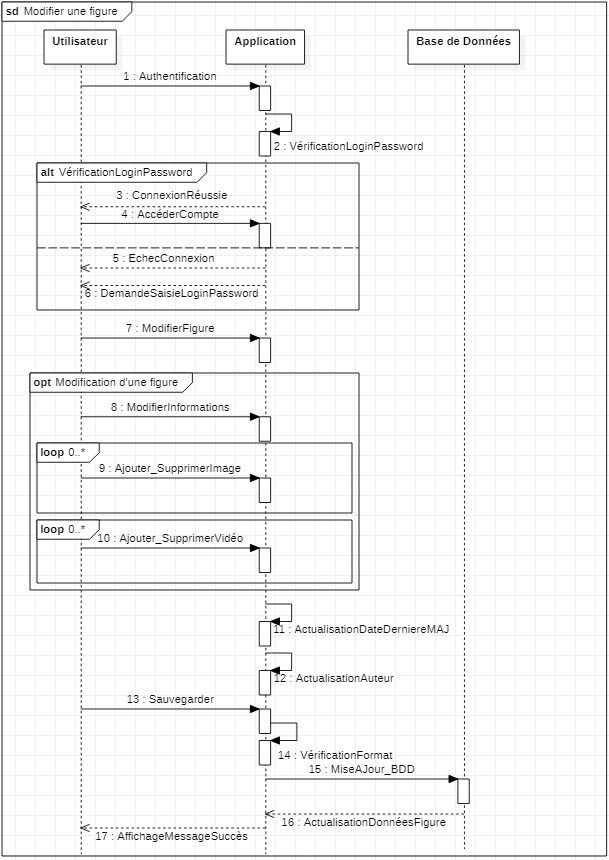 sd Modifier une figure
Utilisateur
Application
Base de Données
1 : Authentification
2 : VérificationLoginPassword
alt VérificationLoginPassword
3 : ConnexionRéussie
4 : AccéderCompte
5 : EchecConnexion
6 : DemandeSaisieLoginPassword
7 : ModifierFigure
opt Modification d'une figure
8 : ModifierInformations
loop 0..*
9 : Ajouter_SupprimerImage
loop 0..*
10 : Ajouter_SupprimerVidéo
11 : ActualisationDateDerniereMAJ
12 : ActualisationAuteur
13 : Sauvegarder
14 : VérificationFormat
15 : MiseAJour_BDD
16 : ActualisationDonnéesFigure
17 : AffichageMessageSuccès